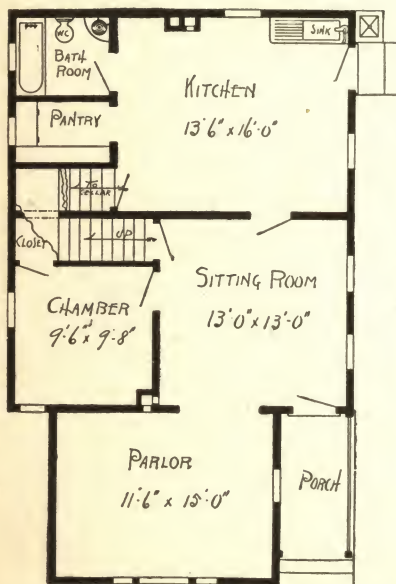 WC
BATH
ROOM
SINK
KITCHEN
13'6" x 16'-0"
PANTRY
TO
CELLAR
UP
CLOSET
SITTING ROOM
13'0" x 13'-0"
CHAMBER
9'-6" x 9'-8"
PARLOR
11'-6" x 15'-0"
PORCH